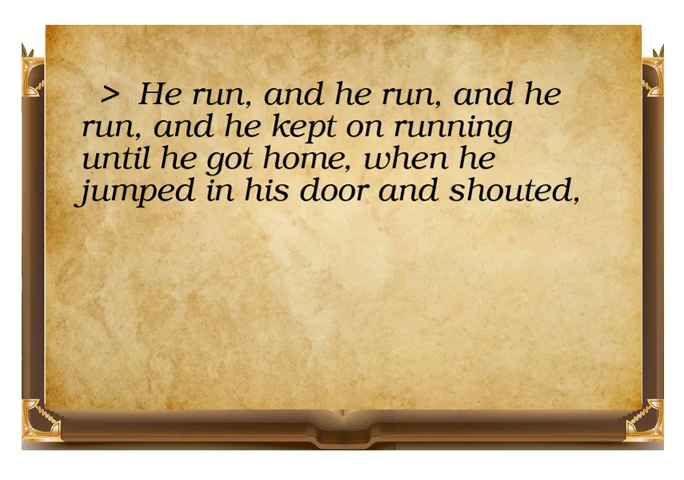 > He run, and he run, and he
run, and he kept on running
until he got home, when he
jumped in his door and shouted,